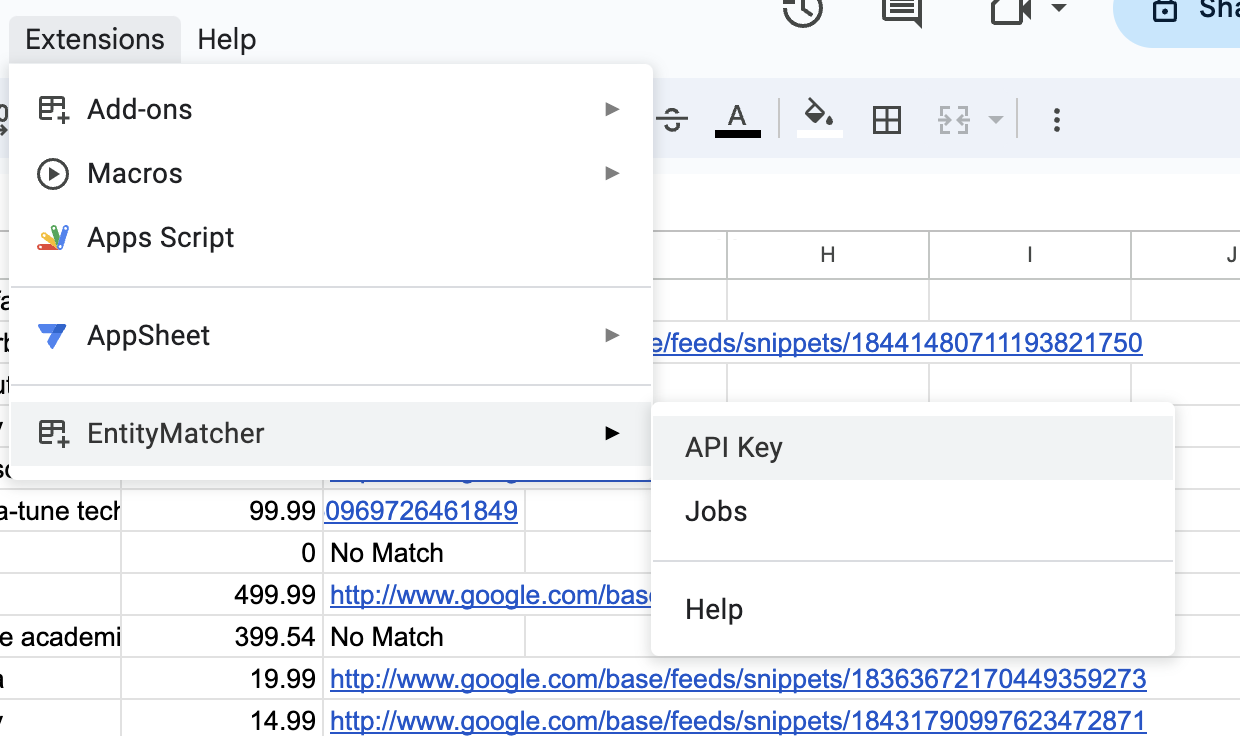 Extensions Help
Add-ons
Macros
Apps Script
AppSheet
EntityMatcher
API Key
Jobs
Help
A
H I J
e/feeds/snippets/18441480711193821750
a-tune tech 99.99 0969726461849
0 No Match
499.99 http://www.google.com/base
e academi 399.54 No Match
a 19.99 http://www.google.com/base/feeds/snippets/18363672170449359273
14.99 http://www.google.com/base/feeds/snippets/18431790997623472871